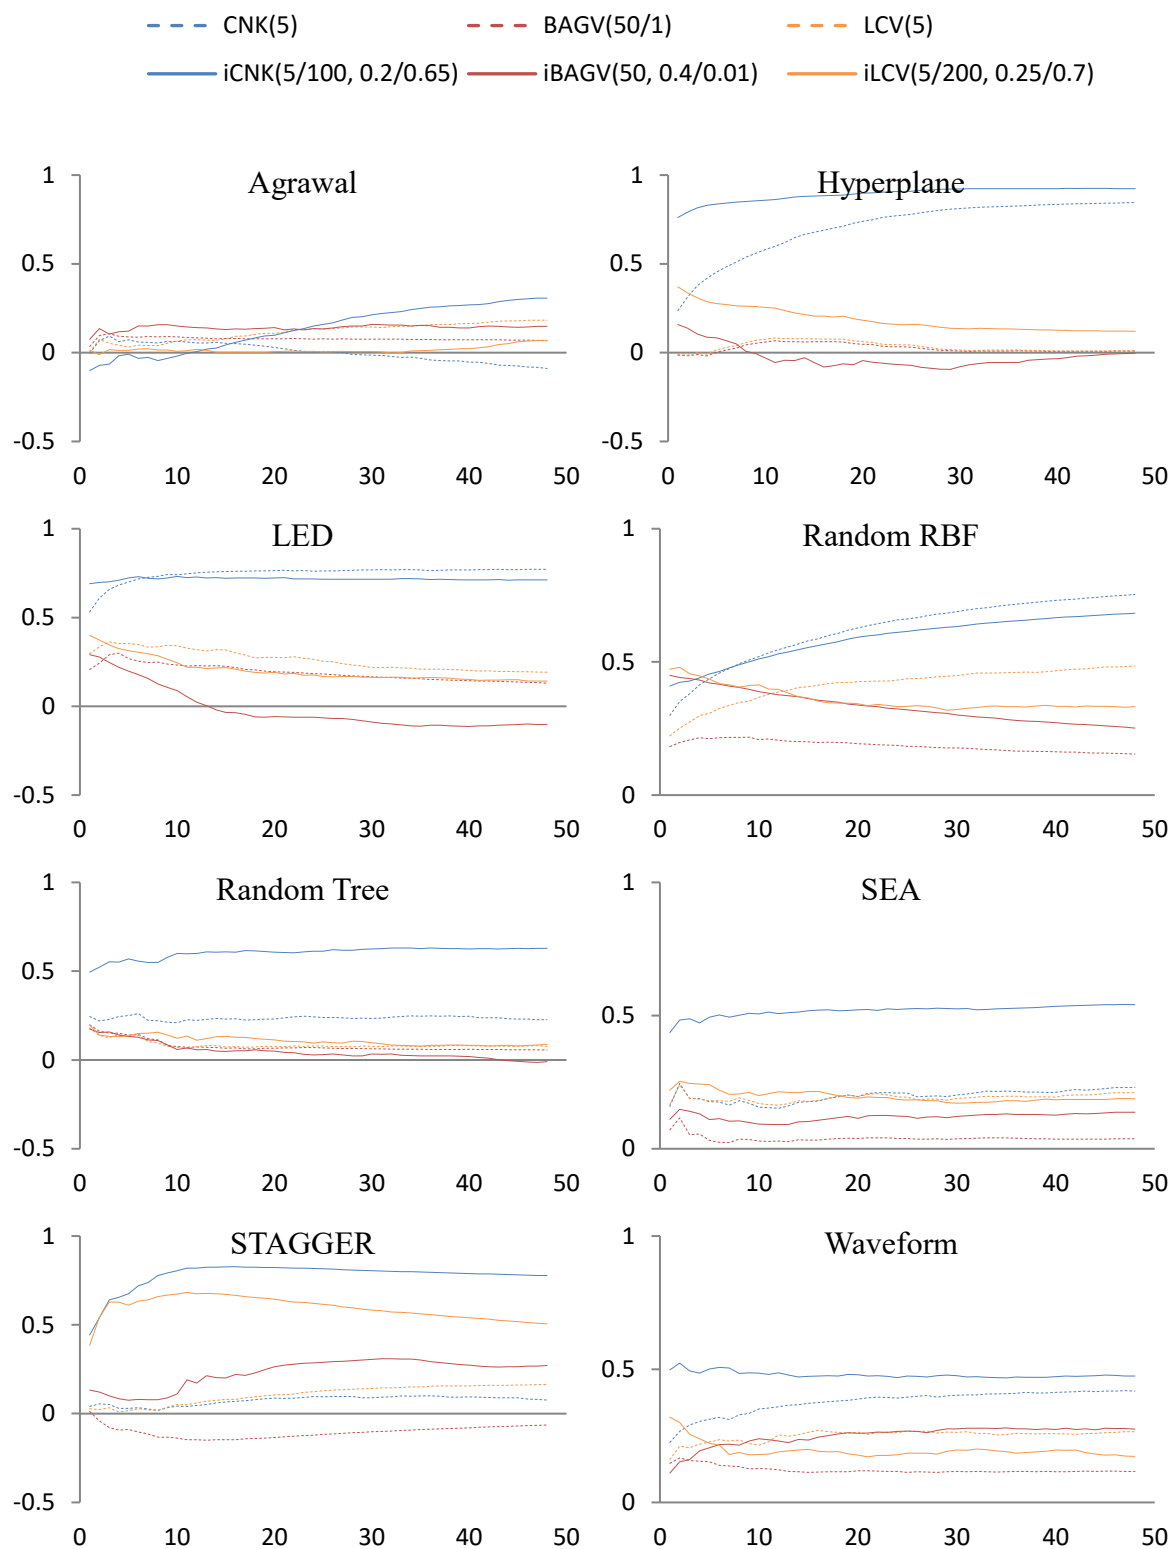 CNK(5) BAGV(50/1) LCV(5)
iCNK(5/100, 0.2/0.65) iBAGV(50, 0.4/0.01) iLCV(5/200, 0.25/0.7)
Agrawal
1
0.5
0
-0.5
0 10 20 30 40 50
Hyperplane
1
0.5
0
-0.5
0 10 20 30 40 50
LED
1
0.5
0
-0.5
0 10 20 30 40 50
Random RBF
1
0.5
0
0 10 20 30 40 50
Random Tree
1
0.5
0
-0.5
0 10 20 30 40 50
SEA
1
0.5
0
0 10 20 30 40 50
STAGGER
1
0.5
0
-0.5
0 10 20 30 40 50
Waveform
1
0.5
0
0 10 20 30 40 50